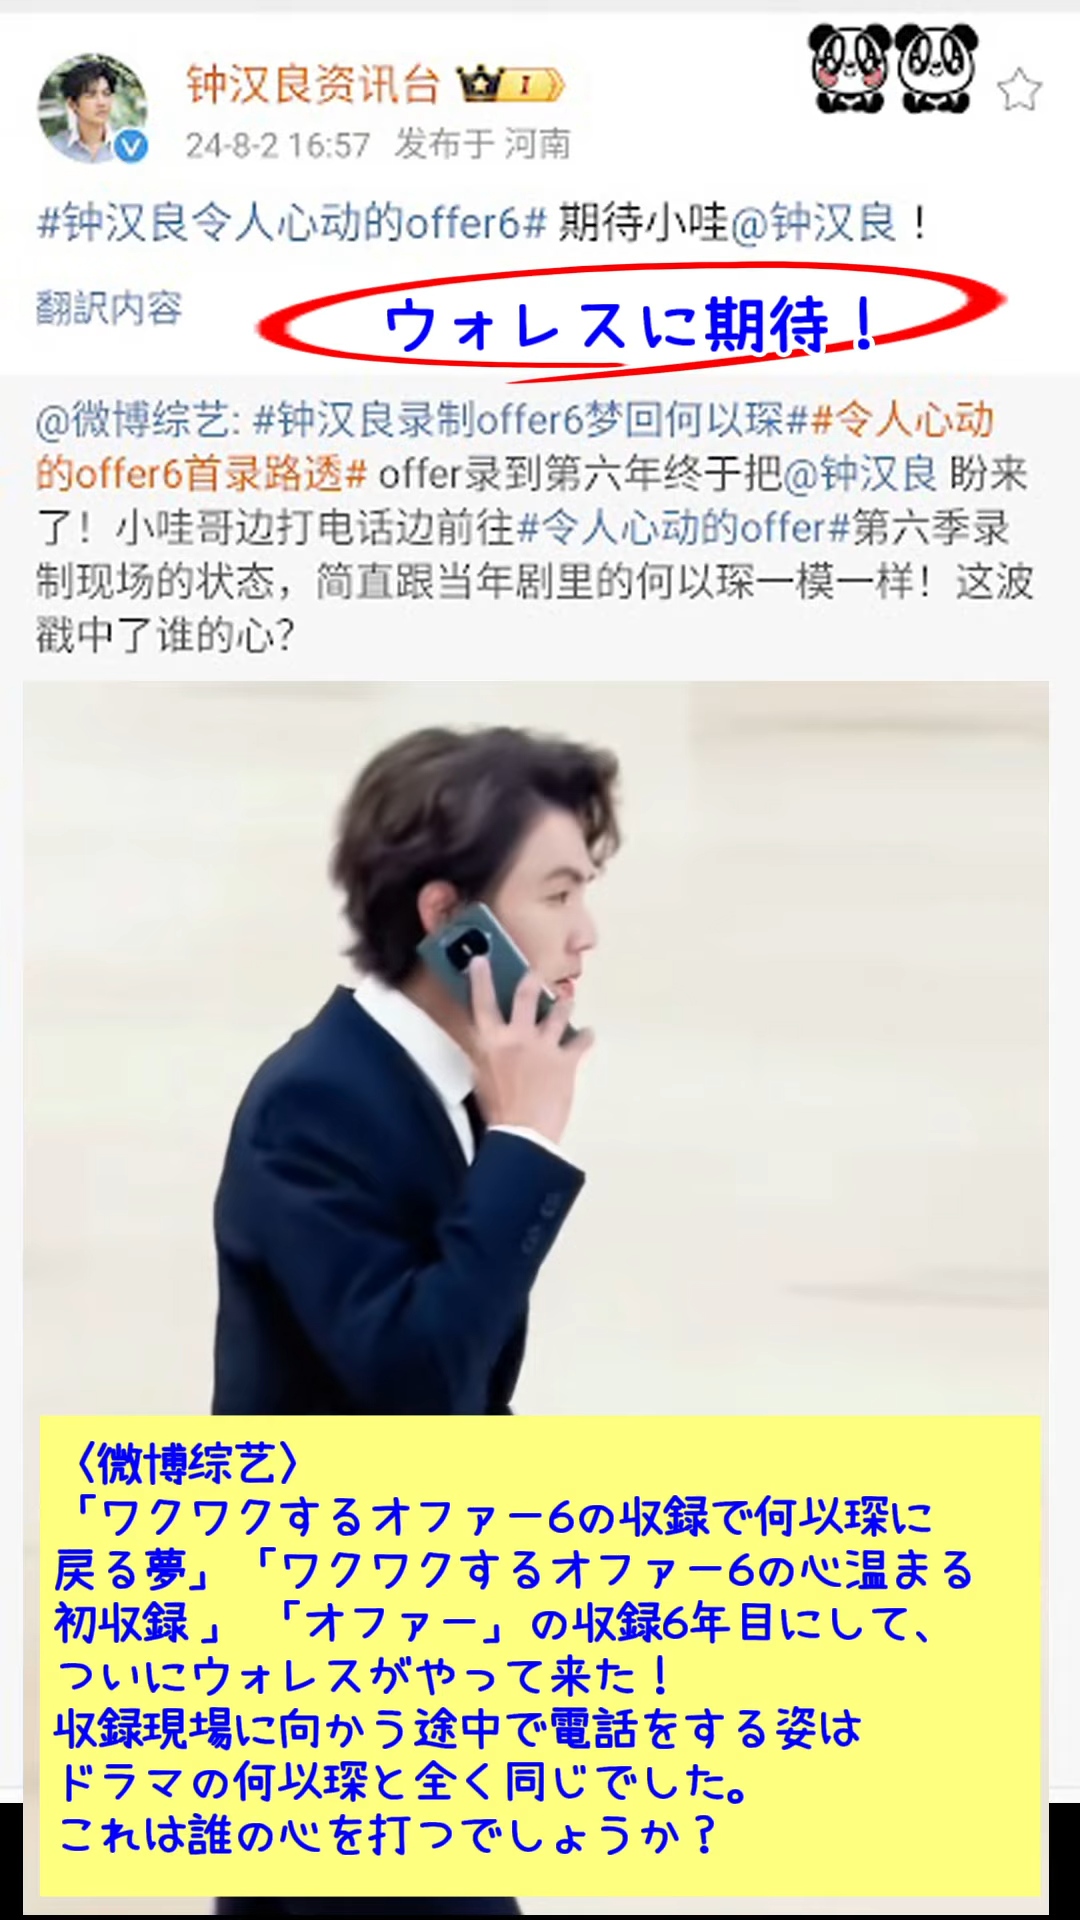 钟汉良资讯台 I
24-8-2 16:57 发布于 河南
#钟汉良令人心动的offer6# 期待小哇@钟汉良！
翻訳内容
ウォレスに期待！
@微博综艺: #钟汉良录制offer6梦回何以琛##令人心动
的offer6首录路透# offer录到第六年终于把@钟汉良 盼来
了！小哇哥边打电话边前往#令人心动的offer#第六季录
制现场的状态，简直跟当年剧里的何以琛一模一样！这波
戳中了谁的心？
〈微博综艺〉
「ワクワクするオファー6の収録で何以琛に
戻る夢」「ワクワクするオファー6の心温まる
初収録」 「オファー」の収録6年目にして、
ついにウォレスがやって来た！
収録現場に向かう途中で電話をする姿は
ドラマの何以琛と全く同じでした。
これは誰の心を打つでしょうか？